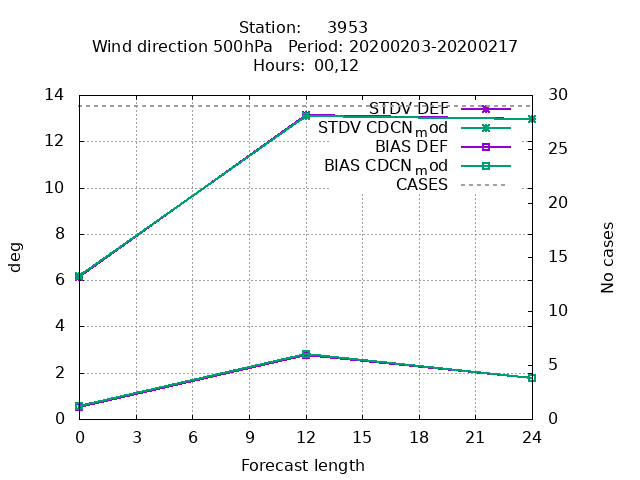 Station:     3953
Wind direction 500hPa   Period: 20200203-20200217
Hours:  00,12
14 30
STDV DEF
STDV CDCNmod
12 25
BIAS DEF
BIAS CDCNmod
10 CASES
20
8
deg No cases
15
6
4 10
2 5
0 0
0 3 6 9 12 15 18 21 24
Forecast length